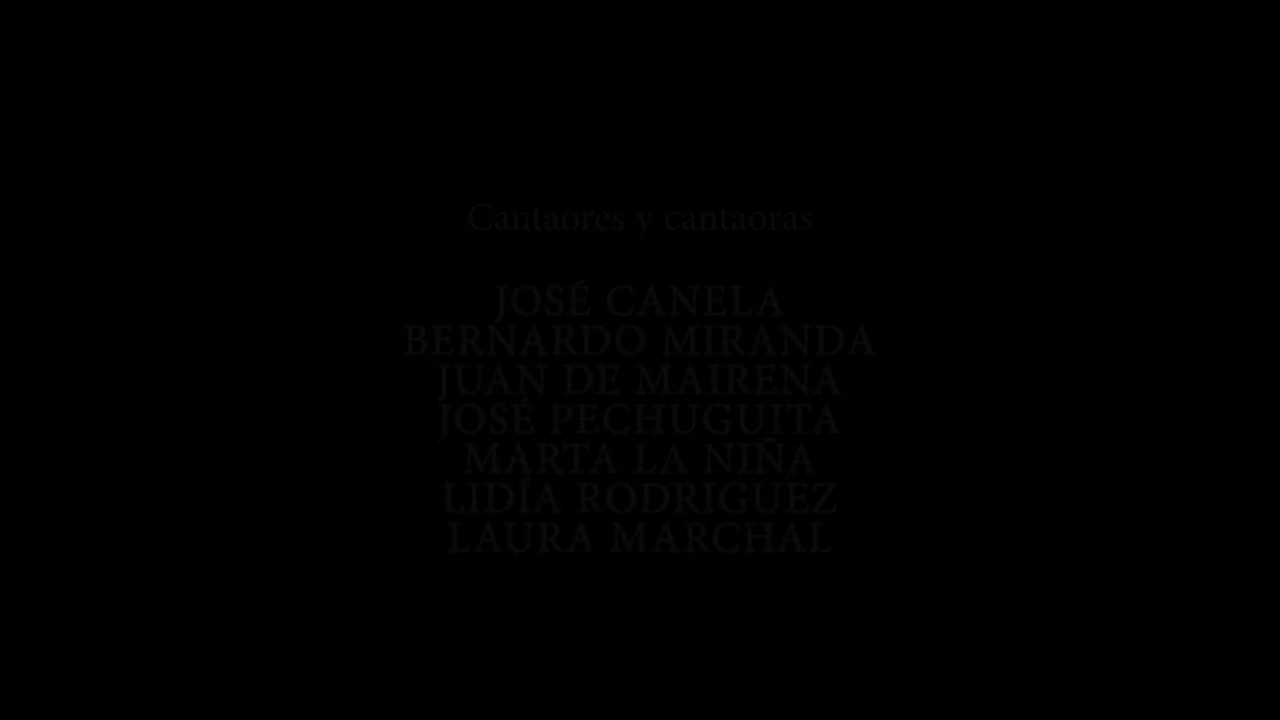 Cantaores y cantaoras
JOSÉ CANELA
BERNARDO MIRANDA
JUAN DE MAIRENA
JOSÉ PECHUGUITA
MARTA LA NIÑA
LIDÍA RODRIGUEZ
LAURA MARCHAL